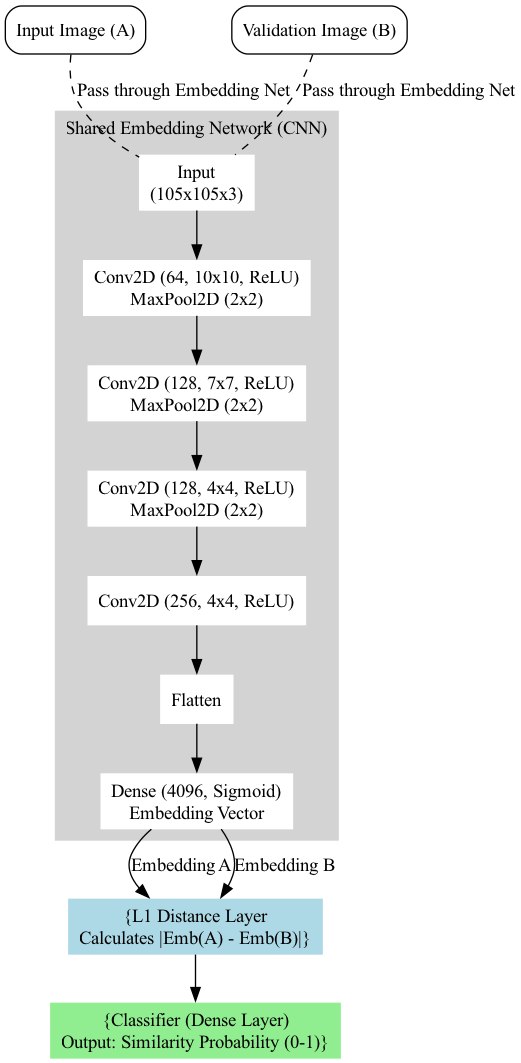 Input Image (A)
Validation Image (B)
Pass through Embedding Net
Pass through Embedding Net
Shared Embedding Network (CNN)
Input
(105x105x3)
Conv2D (64, 10x10, ReLU)
MaxPool2D (2x2)
Conv2D (128, 7x7, ReLU)
MaxPool2D (2x2)
Conv2D (128, 4x4, ReLU)
MaxPool2D (2x2)
Conv2D (256, 4x4, ReLU)
Flatten
Dense (4096, Sigmoid)
Embedding Vector
Embedding A
Embedding B
{L1 Distance Layer
Calculates |Emb(A) - Emb(B)|}
{Classifier (Dense Layer)
Output: Similarity Probability (0-1)}